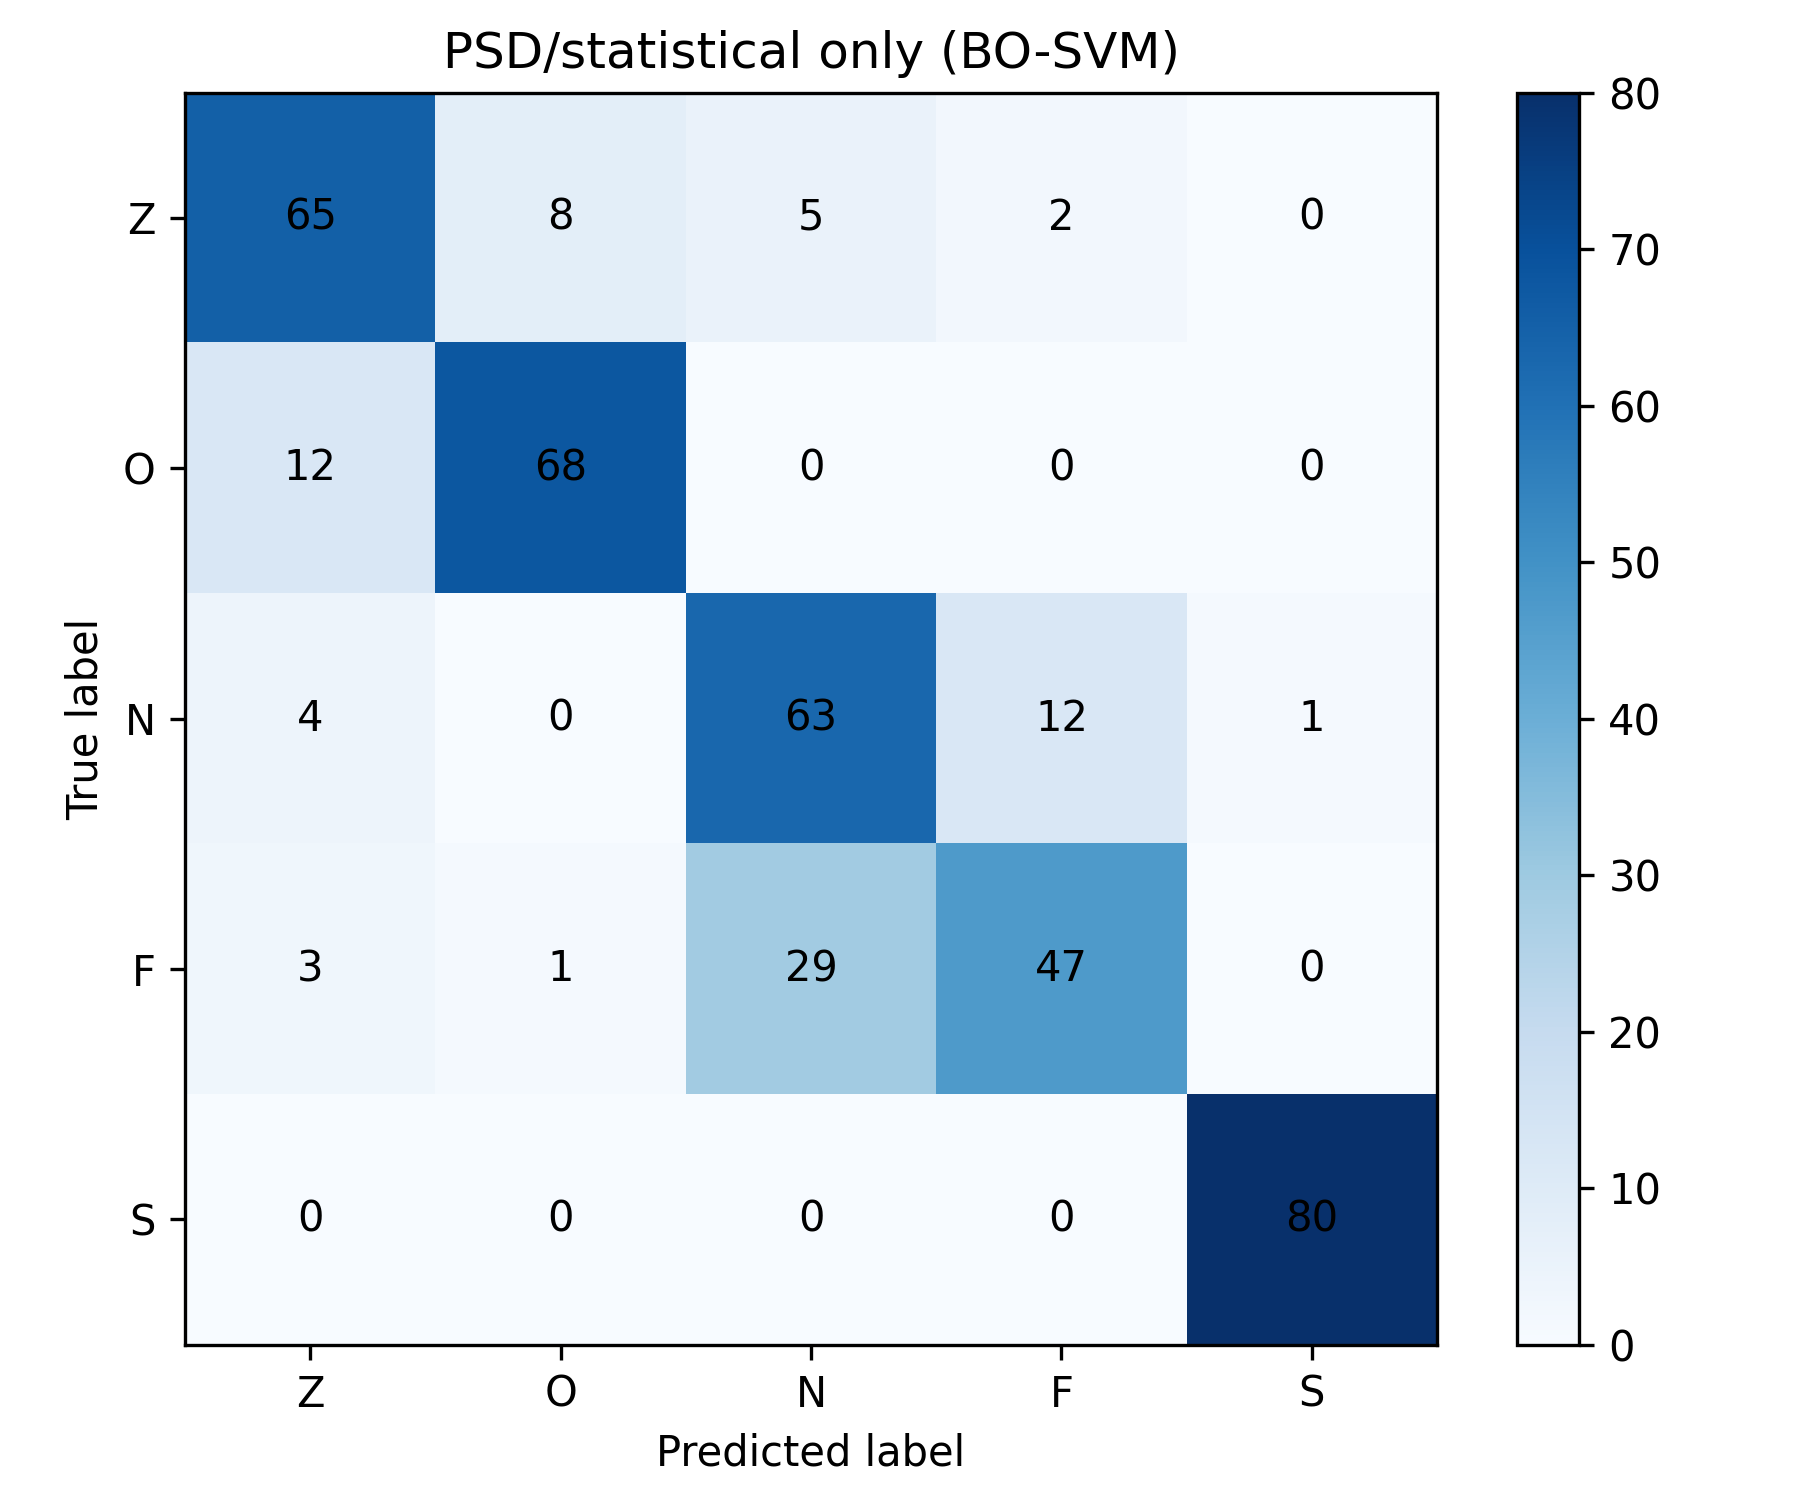 PSD/statistical only (BO-SVM)
Z 65 8 5 2 0
O 12 68 0 0 0
N 4 0 63 12 1
F 3 1 29 47 0
S 0 0 0 0 80
Z O N F S
Predicted label
True label
80
70
60
50
40
30
20
10
0